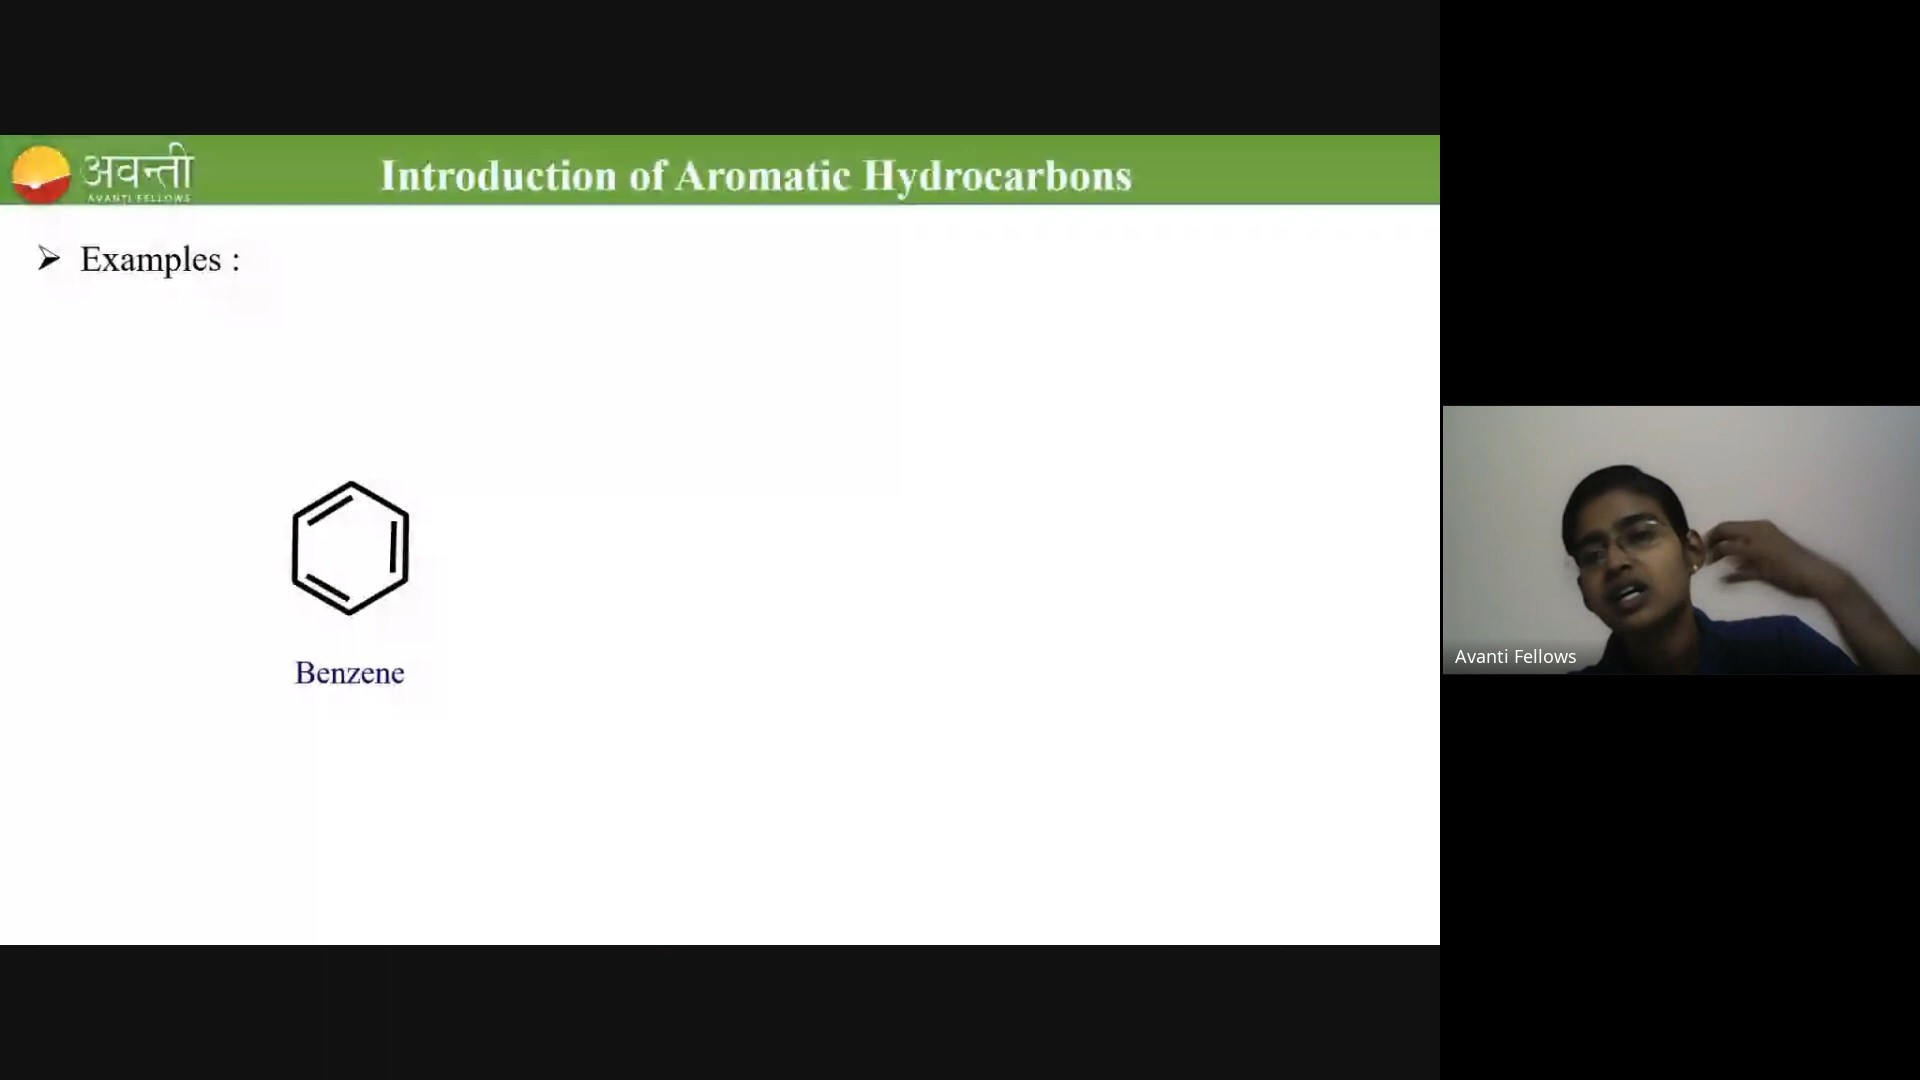 अवन्ती
AVANTI FELLOWS
Introduction of Aromatic Hydrocarbons
➢ Examples :
Benzene
Avanti Fellows